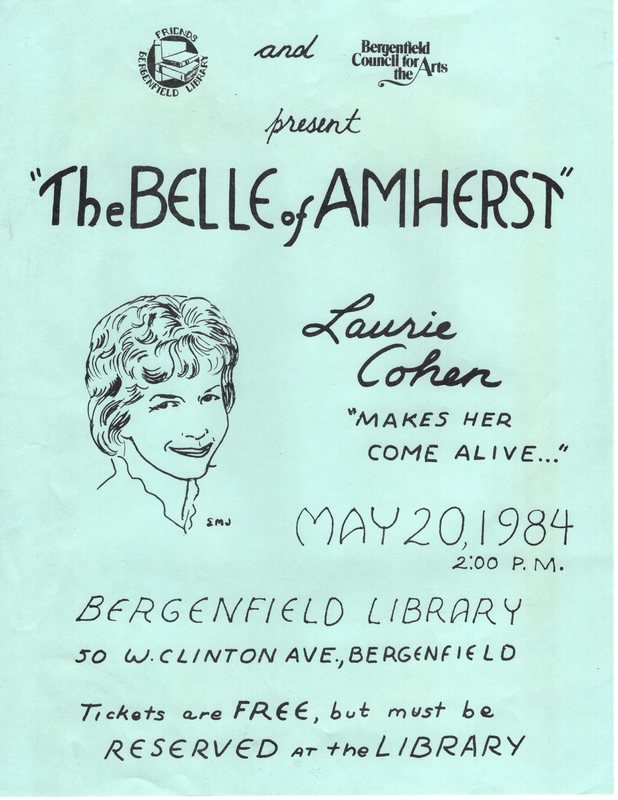 FRIENDS
BERGENFIELD LIBRARY
and
Bergenfield
Council for
the Arts
present
"The BELLE of AMHERST"
Laurie
Cohen
"MAKES HER
COME ALIVE..."
SMJ
MAY 20, 1984
2:00 P.M.
BERGENFIELD LIBRARY
50 W. CLINTON AVE., BERGENFIELD
Tickets are FREE, but must be
RESERVED AT the LIBRARY